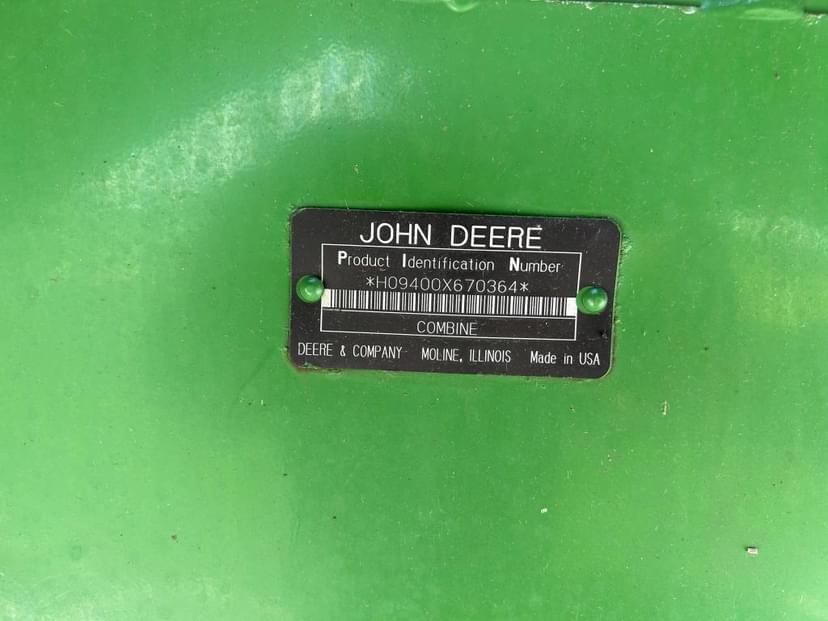 JOHN DEERE
Product Identification Number
*H09400X670364*
COMBINE
DEERE & COMPANY MOLINE, ILLINOIS Made in USA